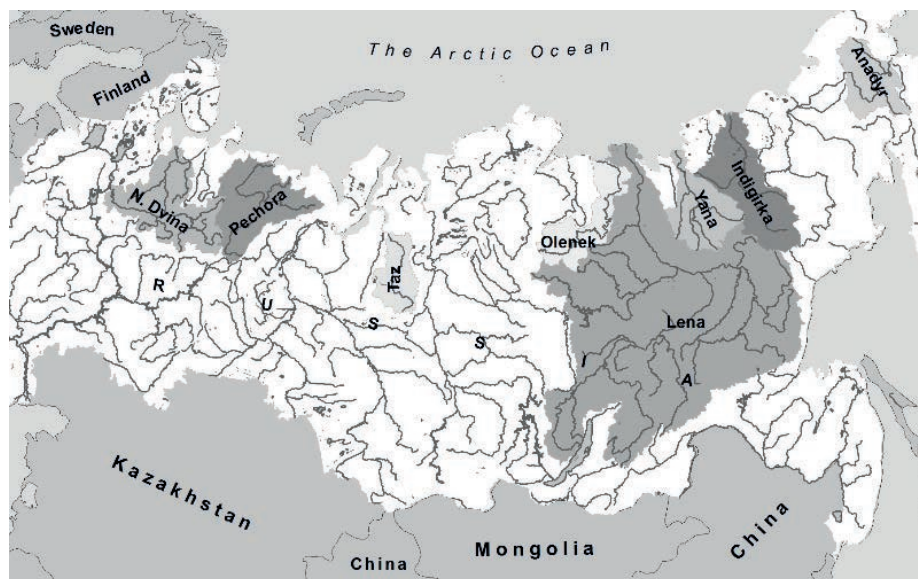 Sweden
The Arctic Ocean
Finland
Anadyr
N. Dvina
Pechora
Olenek
Yana
Indigirka
Taz
R U S S I A
Lena
Kazakhstan
China
Mongolia
China